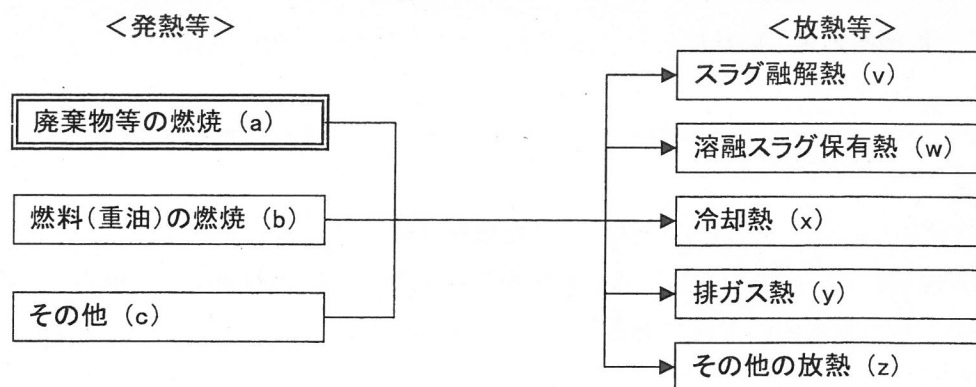 ＜発熱等＞
廃棄物等の燃焼（a）
燃料（重油）の燃焼（b）
その他（c）
＜放熱等＞
スラグ融解熱（v）
溶融スラグ保有熱（w）
冷却熱（x）
排ガス熱（y）
その他の放熱（z）